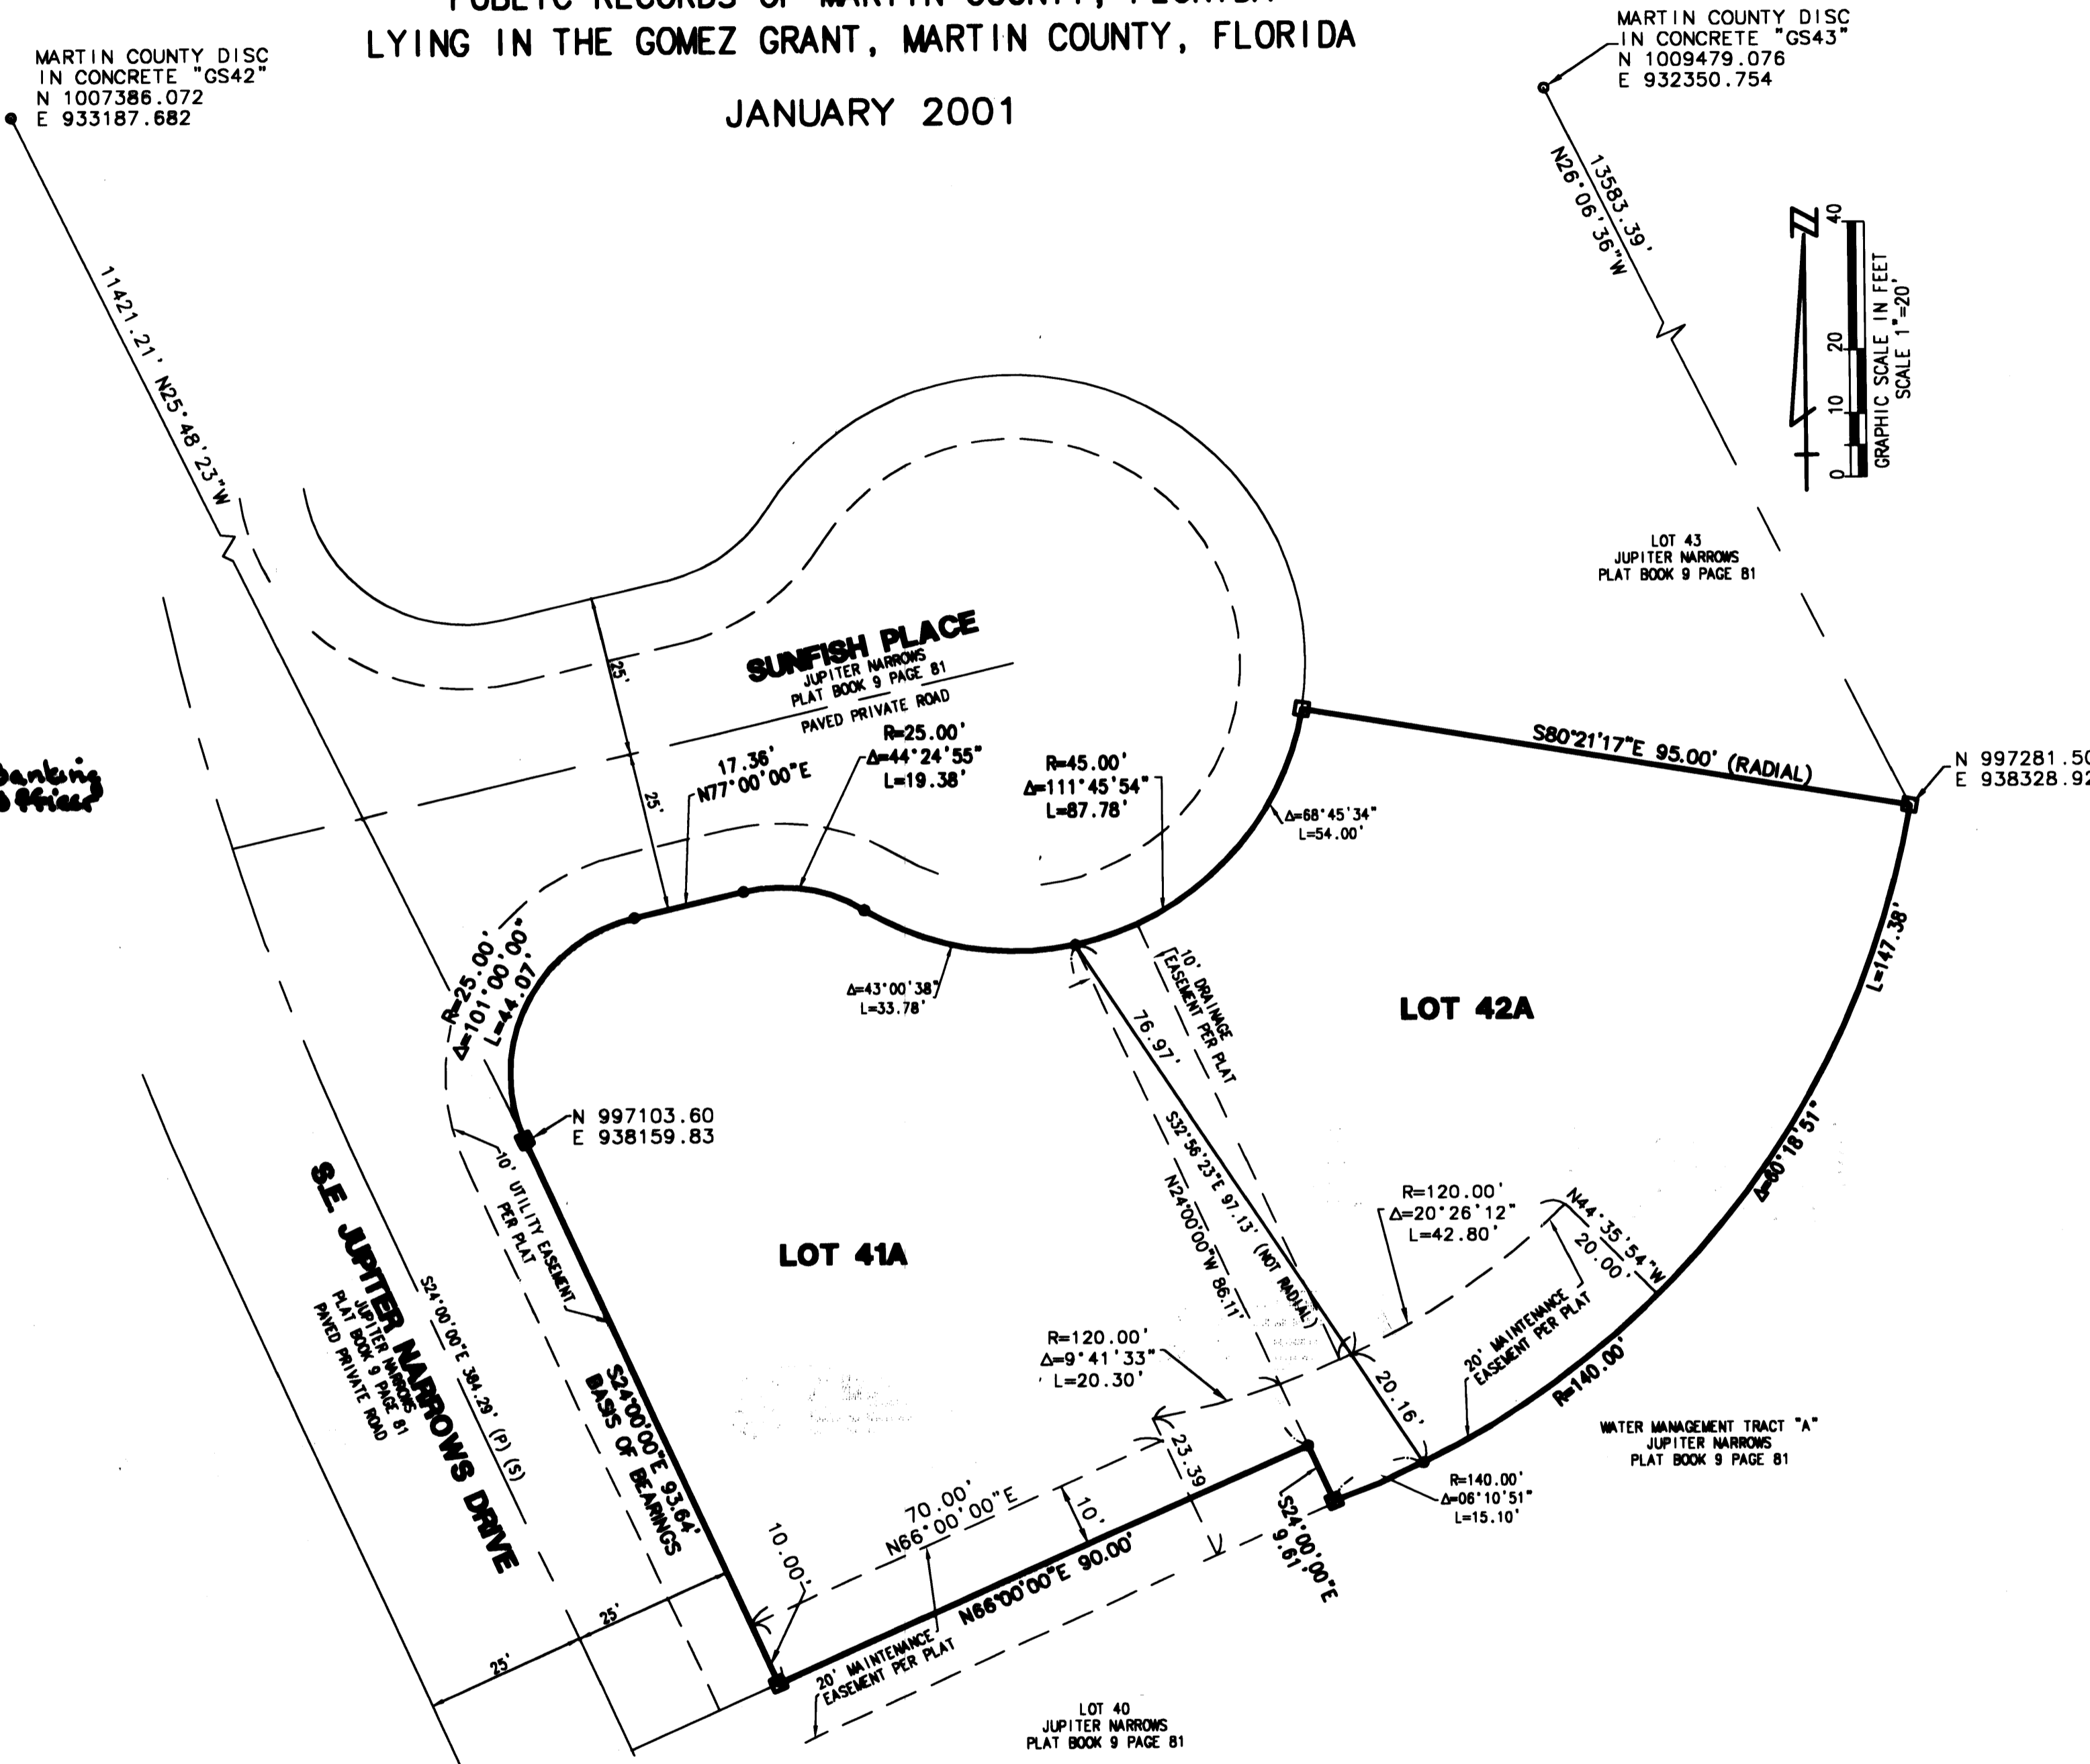 LYING IN THE GOMEZ GRANT, MARTIN COUNTY, FLORIDA
JANUARY 2001
MARTIN COUNTY DISC
IN CONCRETE "GS42"
N 1007386.072
E 933187.682
MARTIN COUNTY DISC
IN CONCRETE "GS43"
N 1009479.076
E 932350.754
11421.21' N25°48'23"W
13583.39'
N26°06'36"W
40
20
10
0
GRAPHIC SCALE IN FEET
SCALE 1"=20'
LOT 43
JUPITER NARROWS
PLAT BOOK 9 PAGE 81
SUNFISH PLACE
JUPITER NARROWS
PLAT BOOK 9 PAGE 81
PAVED PRIVATE ROAD
25'
25'
17.36'
N77°00'00"E
R=25.00'
Δ=44°24'55"
L=19.38'
R=45.00'
Δ=111°45'54"
L=87.78'
Δ=68°45'34"
L=54.00'
S80°21'17"E 95.00' (RADIAL)
N 997281.50
E 938328.92
R=25.00'
Δ=101°00'00"
L=44.07'
Δ=43°00'38"
L=33.78'
10' DRAINAGE
EASEMENT PER PLAT
LOT 42A
L=147.38'
Δ=60°18'51"
R=140.00'
76.97'
S32°56'23"E 97.13' (NOT RADIAL)
N24°00'00"W 86.11'
20.16'
N 997103.60
E 938159.83
10' UTILITY EASEMENT
PER PLAT
LOT 41A
R=120.00'
Δ=20°26'12"
L=42.80'
N44°35'54"W
20.00'
20' MAINTENANCE
EASEMENT PER PLAT
R=120.00'
Δ=9°41'33"
L=20.30'
S.E. JUPITER NARROWS DRIVE
JUPITER NARROWS
PLAT BOOK 9 PAGE 81
PAVED PRIVATE ROAD
S24°00'00"E 384.29' (P) (S)
S24°00'00"E 93.64'
BASIS OF BEARINGS
10.00'
70.00'
N66°00'00"E
10'
23.39
N66°00'00"E 90.00'
S24°00'00"E
9.61'
R=140.00'
Δ=06°10'51"
L=15.10'
WATER MANAGEMENT TRACT "A"
JUPITER NARROWS
PLAT BOOK 9 PAGE 81
25'
25'
20' MAINTENANCE
EASEMENT PER PLAT
LOT 40
JUPITER NARROWS
PLAT BOOK 9 PAGE 81